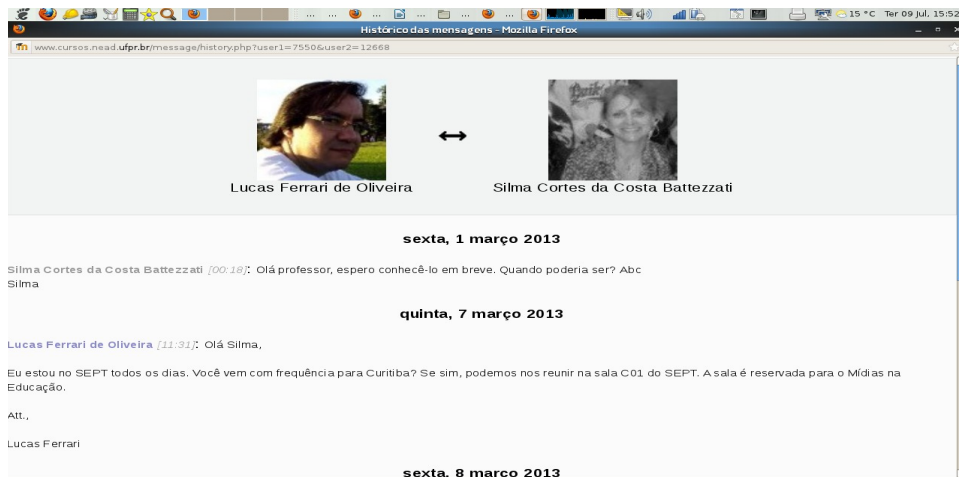 ... ... ... ... ... ...
15 °C Ter 09 Jul, 15:52
Histórico das mensagens - Mozilla Firefox
www.cursos.nead.ufpr.br/message/history.php?user1=7550&user2=12668
Lucas Ferrari de Oliveira
Silma Cortes da Costa Battezzati
sexta, 1 março 2013
Silma Cortes da Costa Battezzati [00:18]: Olá professor, espero conhecê-lo em breve. Quando poderia ser? Abc
Silma
quinta, 7 março 2013
Lucas Ferrari de Oliveira [11:31]: Olá Silma,
Eu estou no SEPT todos os dias. Você vem com frequência para Curitiba? Se sim, podemos nos reunir na sala C01 do SEPT. A sala é reservada para o Mídias na
Educação.
Att.,
Lucas Ferrari
sexta, 8 março 2013